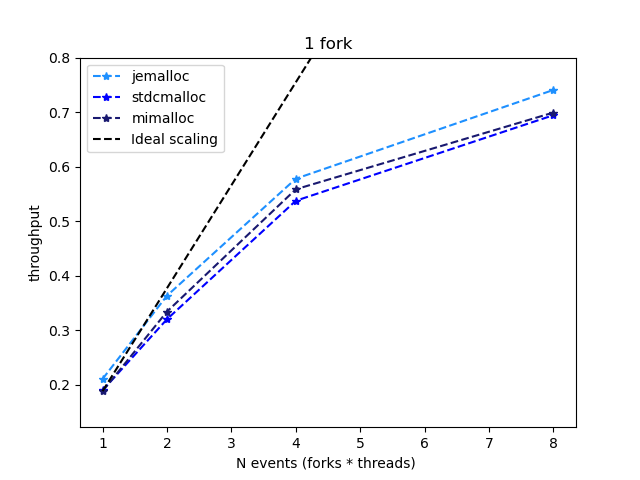 1 fork
jemalloc
stdcmalloc
mimalloc
Ideal scaling
throughput
0.8
0.7
0.6
0.5
0.4
0.3
0.2
1 2 3 4 5 6 7 8
N events (forks * threads)